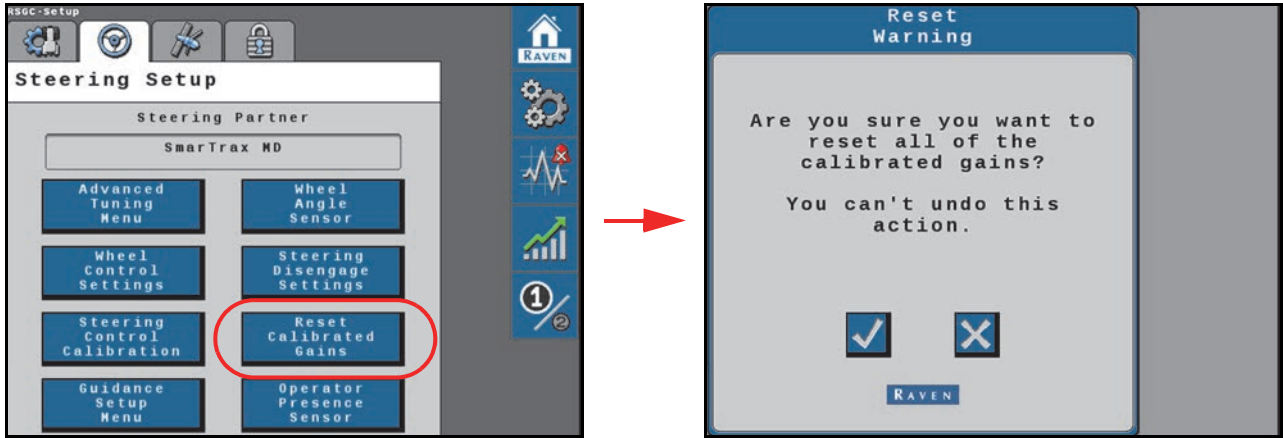 RSGC-Setup
Steering Setup
Steering Partner
SmarTrax MD
Advanced
Tuning
Menu
Wheel
Angle
Sensor
Wheel
Control
Settings
Steering
Disengage
Settings
Steering
Control
Calibration
Reset
Calibrated
Gains
Guidance
Setup
Menu
Operator
Presence
Sensor
RAVEN
1/2
Reset
Warning
Are you sure you want to
reset all of the
calibrated gains?
You can't undo this
action.
RAVEN